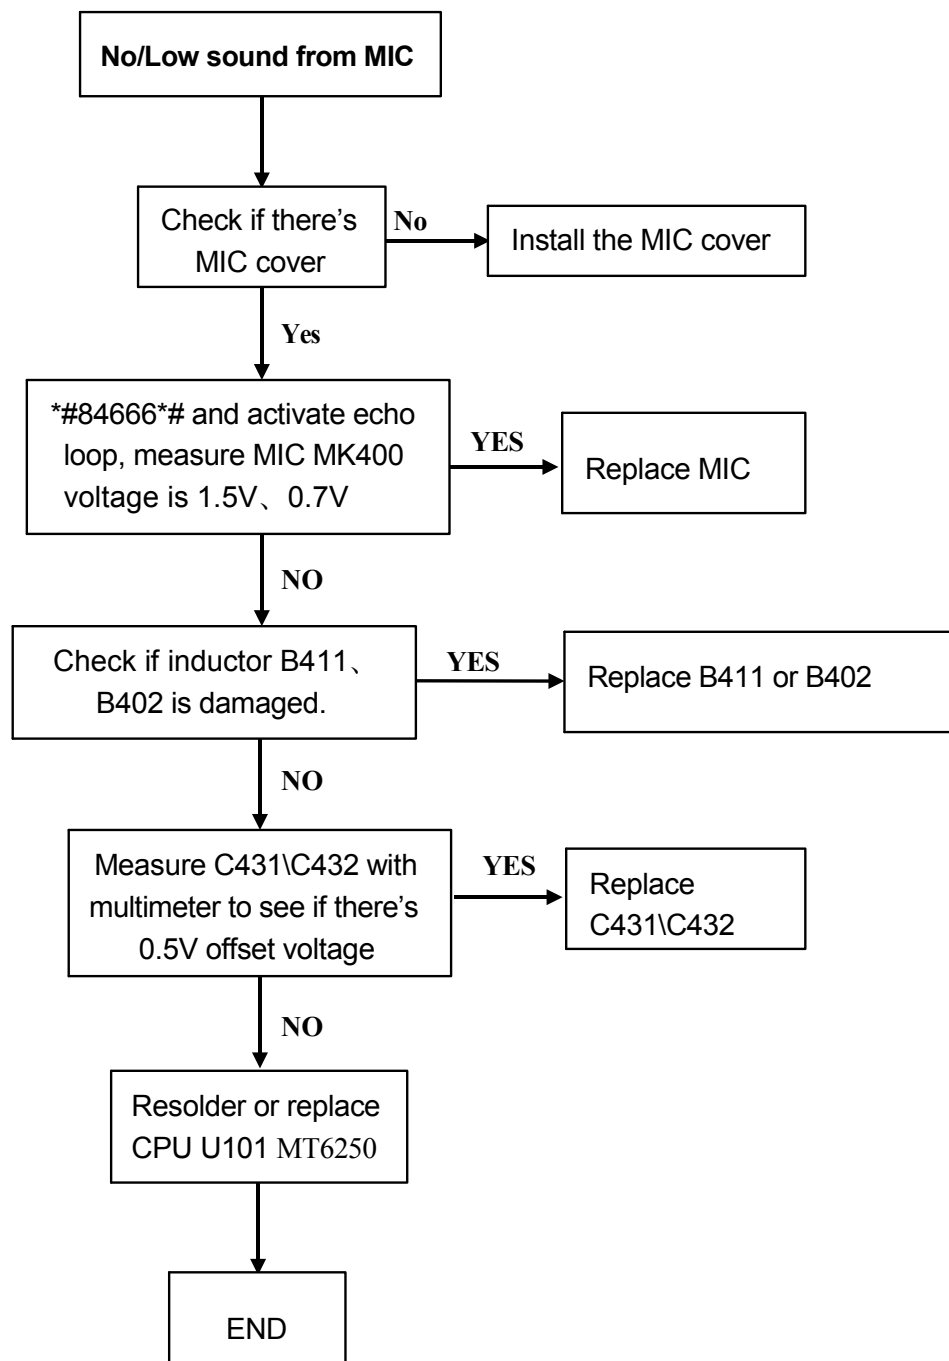 No/Low sound from MIC
Check if there’s
MIC cover
No
Install the MIC cover
Yes
*#84666*# and activate echo
loop, measure MIC MK400
voltage is 1.5V、0.7V
YES
Replace MIC
NO
Check if inductor B411、
B402 is damaged.
YES
Replace B411 or B402
NO
Measure C431\C432 with
multimeter to see if there’s
0.5V offset voltage
YES
Replace
C431\C432
NO
Resolder or replace
CPU U101 MT6250
END